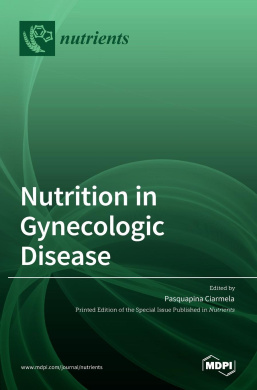 nutrients
Nutrition in
Gynecologic
Disease
Edited by
Pasquapina Ciarmela
Printed Edition of the Special Issue Published in Nutrients
www.mdpi.com/journal/nutrients
MDPI